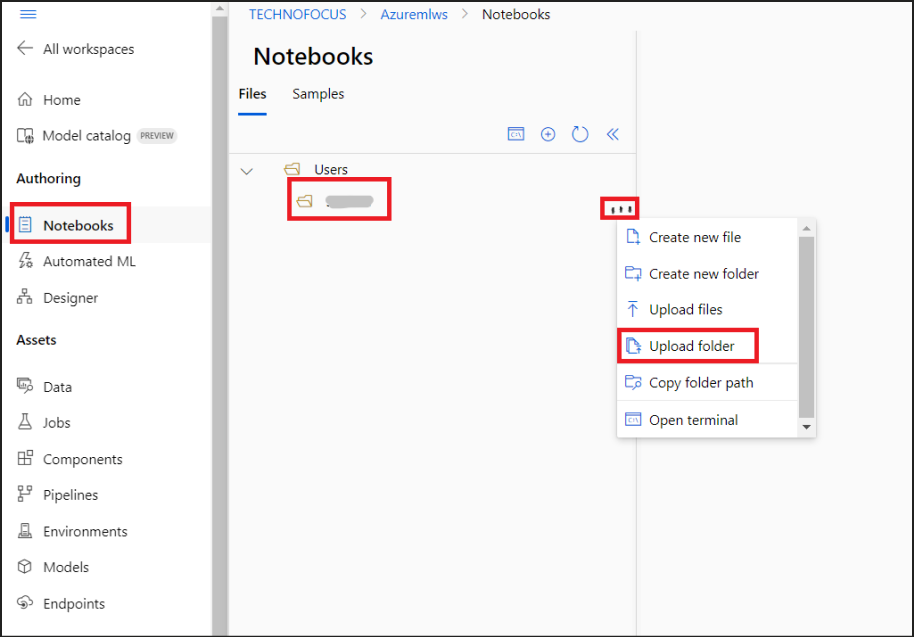 TECHNOFOCUS > Azuremlws > Notebooks
All workspaces
Home
Model catalog PREVIEW
Authoring
Notebooks
Automated ML
Designer
Assets
Data
Jobs
Components
Pipelines
Environments
Models
Endpoints
Notebooks
Files Samples
Users
Create new file
Create new folder
Upload files
Upload folder
Copy folder path
Open terminal